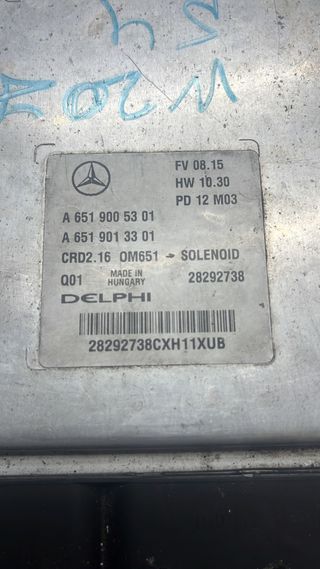 W207
FV 08.15
HW 10.30
PD 12 M03
A 651 900 53 01
A 651 901 33 01
CRD2.16 OM651 → SOLENOID
Q01 MADE IN HUNGARY 28292738
DELPHI
28292738CXH11XUB